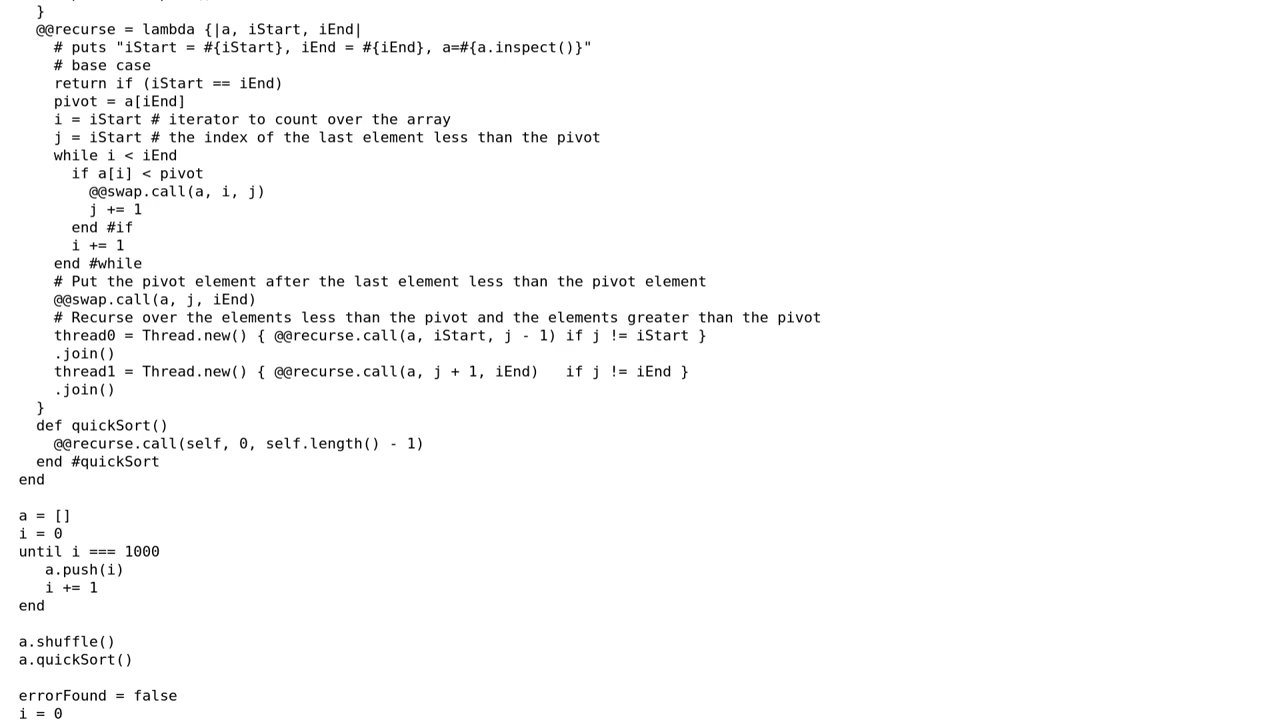 }
@@recurse = lambda {|a, iStart, iEnd|
# puts "iStart = #{iStart}, iEnd = #{iEnd}, a=#{a.inspect()}"
# base case
return if (iStart == iEnd)
pivot = a[iEnd]
i = iStart # iterator to count over the array
j = iStart # the index of the last element less than the pivot
while i < iEnd
if a[i] < pivot
@@swap.call(a, i, j)
j += 1
end #if
i += 1
end #while
# Put the pivot element after the last element less than the pivot element
@@swap.call(a, j, iEnd)
# Recurse over the elements less than the pivot and the elements greater than the pivot
thread0 = Thread.new() { @@recurse.call(a, iStart, j - 1) if j != iStart }
.join()
thread1 = Thread.new() { @@recurse.call(a, j + 1, iEnd)   if j != iEnd }
.join()
}
def quickSort()
@@recurse.call(self, 0, self.length() - 1)
end #quickSort
end
a = []
i = 0
until i === 1000
a.push(i)
i += 1
end
a.shuffle()
a.quickSort()
errorFound = false
i = 0